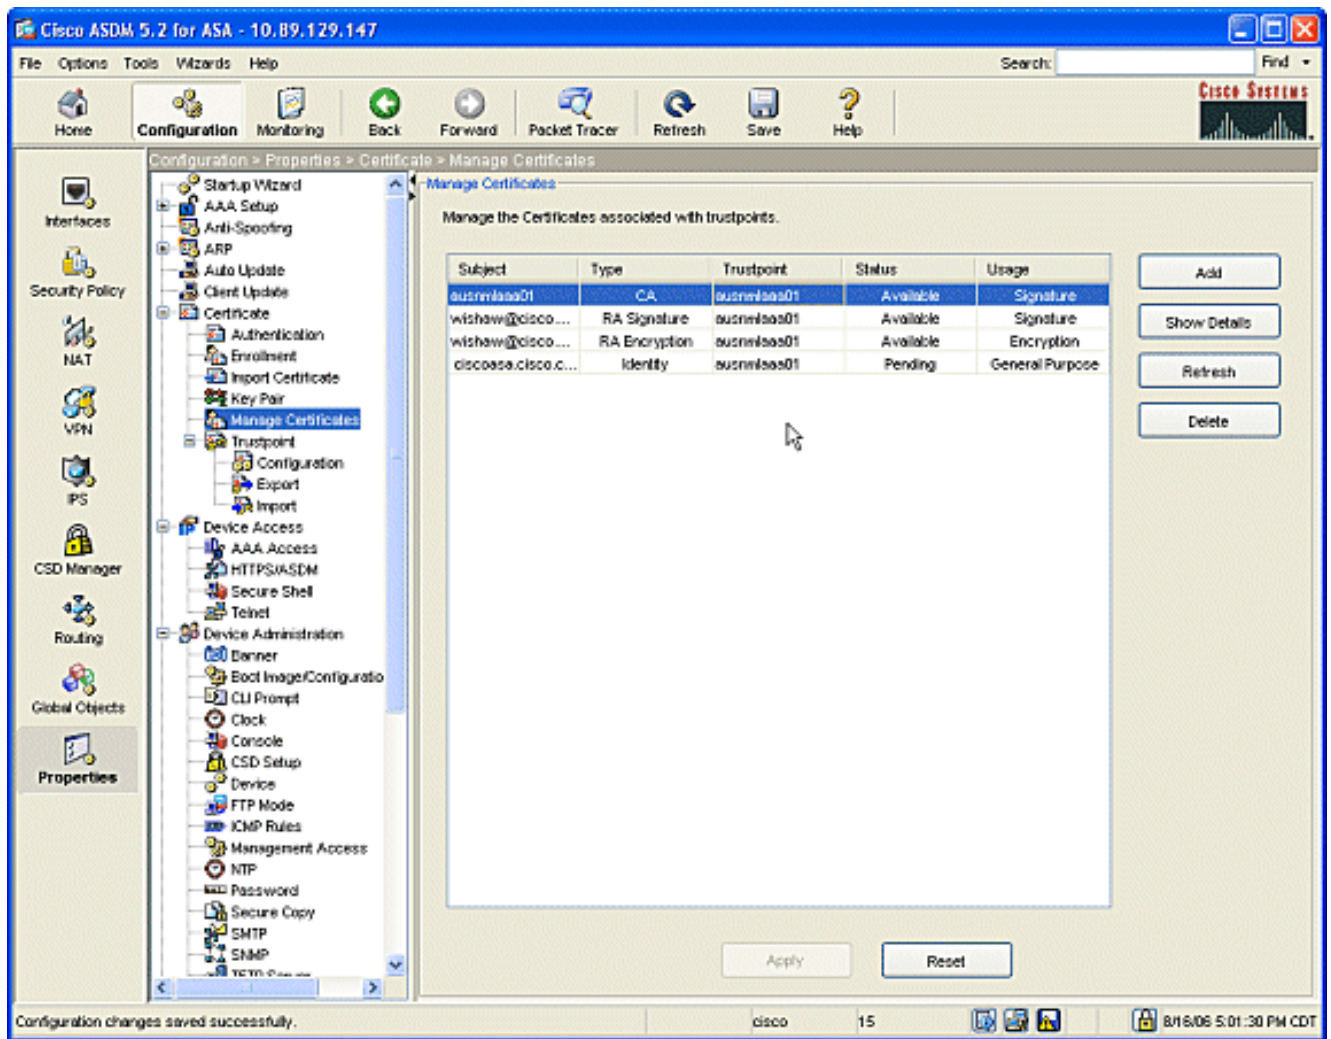 Cisco ASDM 5.2 for ASA - 10.89.129.147
File Options Tools Wizards Help Search: Find
Home Configuration Monitoring Back Forward Packet Tracer Refresh Save Help
CISCO SYSTEMS
Configuration > Properties > Certificate > Manage Certificates
Interfaces
Security Policy
NAT
VPN
IPS
CSD Manager
Routing
Global Objects
Properties
Startup Wizard
AAA Setup
Anti-Spoofing
ARP
Auto Update
Client Update
Certificate
Authentication
Enrollment
Import Certificate
Key Pair
Manage Certificates
Trustpoint
Configuration
Export
Import
Device Access
AAA Access
HTTPS/ASDM
Secure Shell
Telnet
Device Administration
Banner
Boot Image/Configuratio
CLI Prompt
Clock
Console
CSD Setup
Device
FTP Mode
ICMP Rules
Management Access
NTP
Password
Secure Copy
SMTP
SNMP
TFTP Server
Manage Certificates
Manage the Certificates associated with trustpoints.
Subject Type Trustpoint Status Usage
ausnmlaaa01 CA ausnmlaaa01 Available Signature
wishaw@cisco.... RA Signature ausnmlaaa01 Available Signature
wishaw@cisco.... RA Encryption ausnmlaaa01 Available Encryption
ciscoasa.cisco.c... Identity ausnmlaaa01 Pending General Purpose
Add
Show Details
Refresh
Delete
Apply Reset
Configuration changes saved successfully. cisco 15 8/16/06 5:01:30 PM CDT